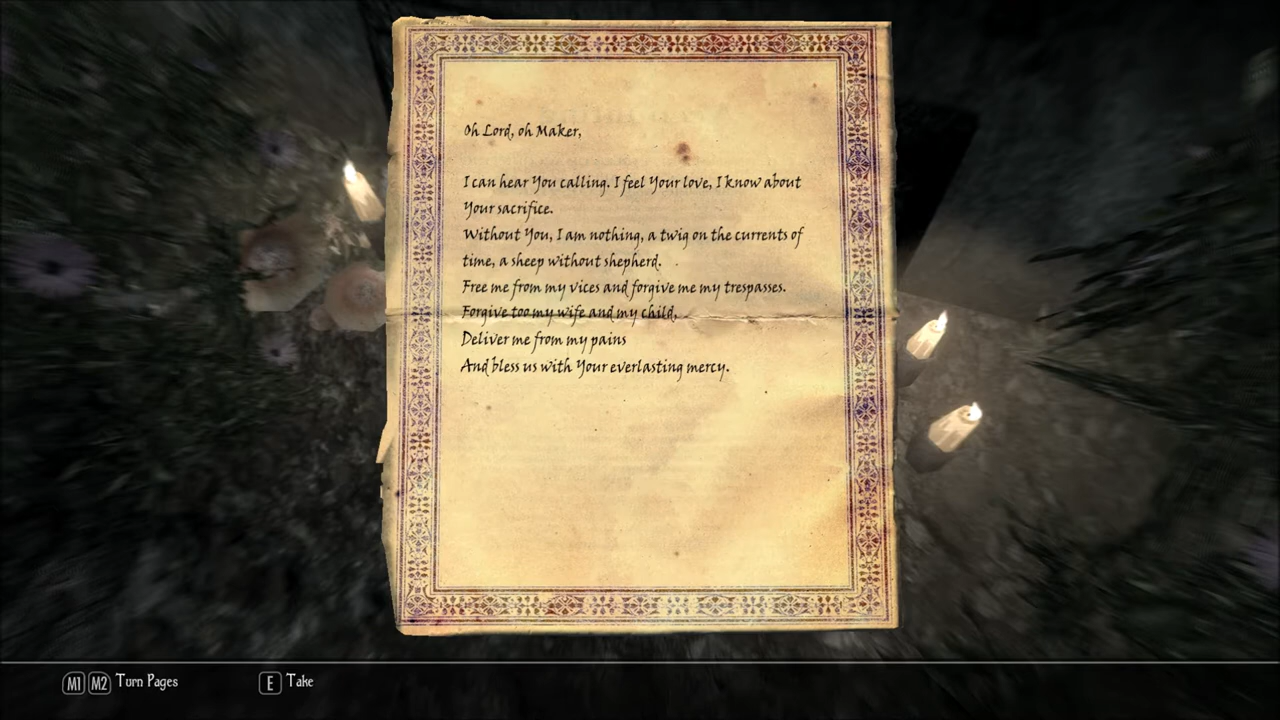 Oh Lord, oh Maker,
I can hear You calling. I feel Your love, I know about
Your sacrifice.
Without You, I am nothing, a twig on the currents of
time, a sheep without shepherd.
Free me from my vices and forgive me my trespasses.
Forgive too my wife and my child,
Deliver me from my pains
And bless us with Your everlasting mercy.
M1 M2 Turn Pages
E Take